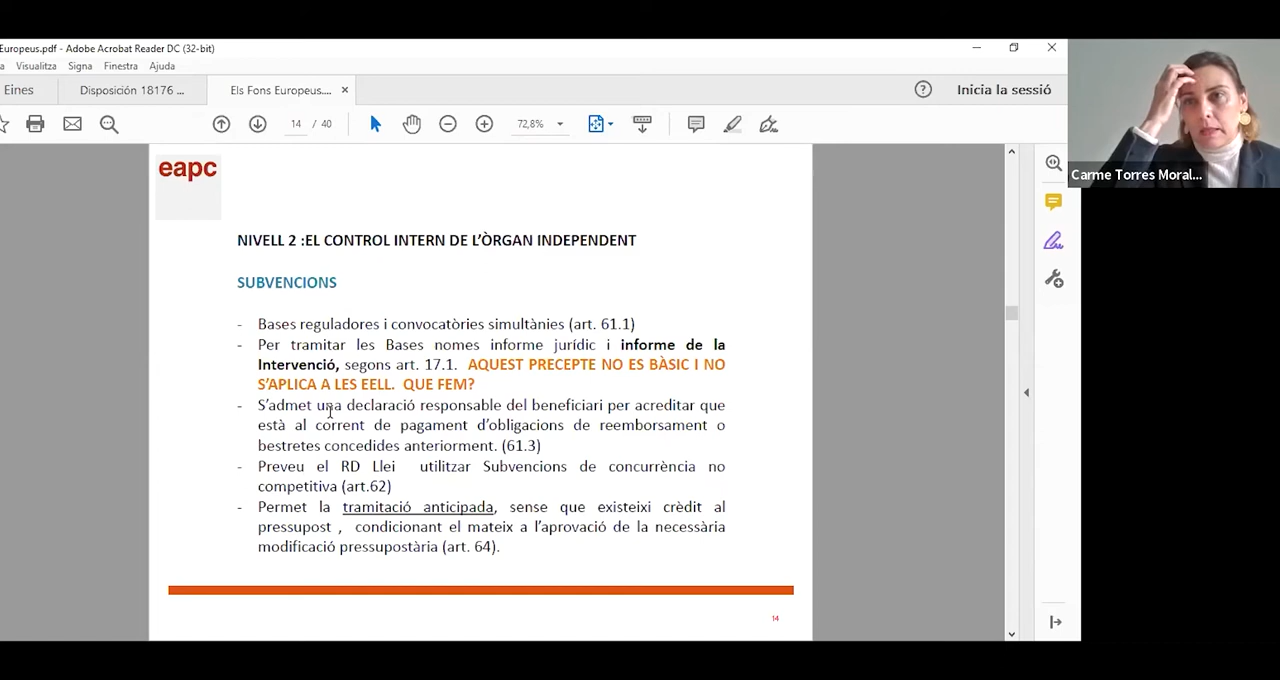 Europeus.pdf - Adobe Acrobat Reader DC (32-bit)
a Visualitza Signa Finestra Ajuda
Eines Disposición 18176 ... Els Fons Europeus.... × Inicia la sessió
14 / 40 72,8%
Carme Torres Moral...
eapc
NIVELL 2 :EL CONTROL INTERN DE L’ÒRGAN INDEPENDENT
SUBVENCIONS
- Bases reguladores i convocatòries simultànies (art. 61.1)
- Per tramitar les Bases nomes informe jurídic i informe de la
Intervenció, segons art. 17.1. AQUEST PRECEPTE NO ES BÀSIC I NO
S’APLICA A LES EELL. QUE FEM?
- S’admet una declaració responsable del beneficiari per acreditar que
està al corrent de pagament d’obligacions de reemborsament o
bestretes concedides anteriorment. (61.3)
- Preveu el RD Llei utilitzar Subvencions de concurrència no
competitiva (art.62)
- Permet la tramitació anticipada, sense que existeixi crèdit al
pressupost , condicionant el mateix a l’aprovació de la necessària
modificació pressupostària (art. 64).
14